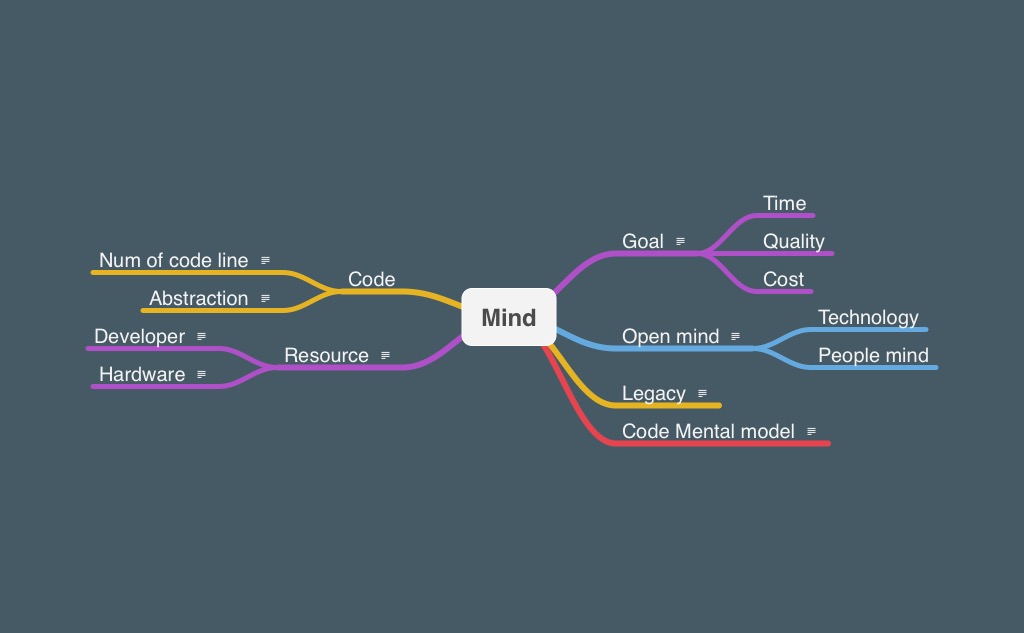 Time
Goal
Quality
Num of code line
Code
Cost
Abstraction
Mind
Technology
Developer
Open mind
Resource
People mind
Hardware
Legacy
Code Mental model